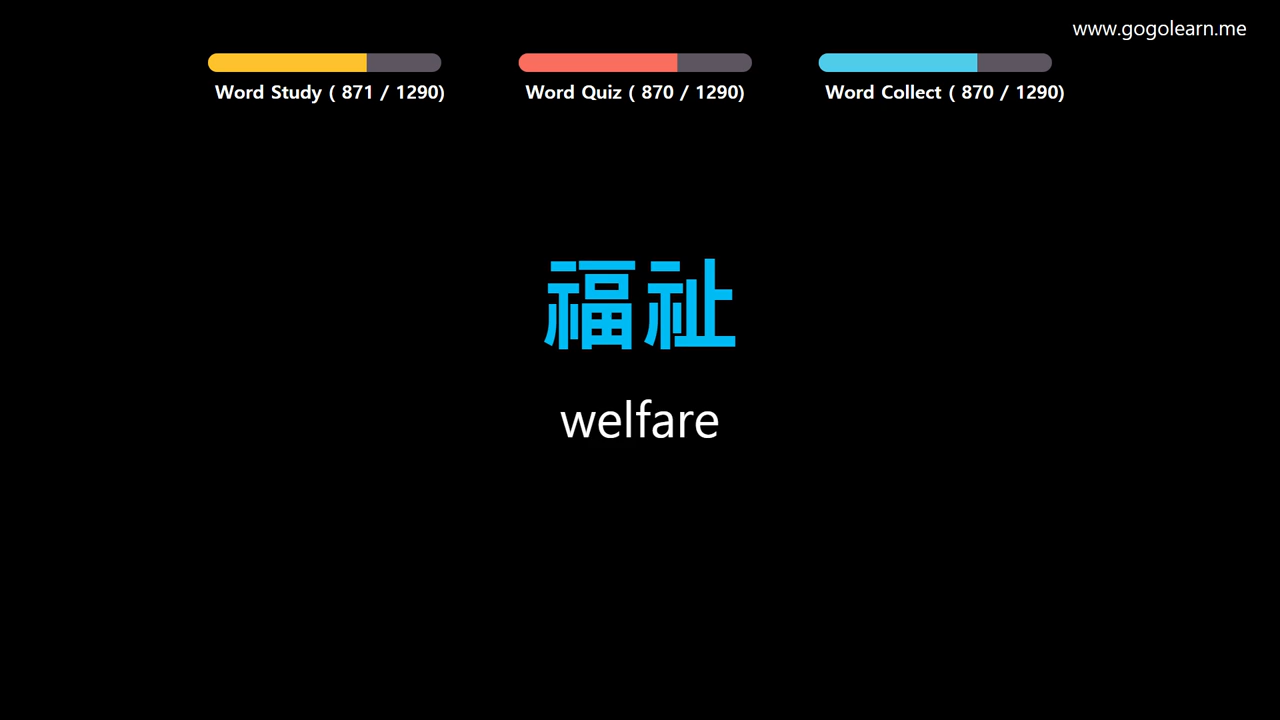 www.gogolearn.me
Word Study ( 871 / 1290)
Word Quiz ( 870 / 1290)
Word Collect ( 870 / 1290)
福祉
welfare